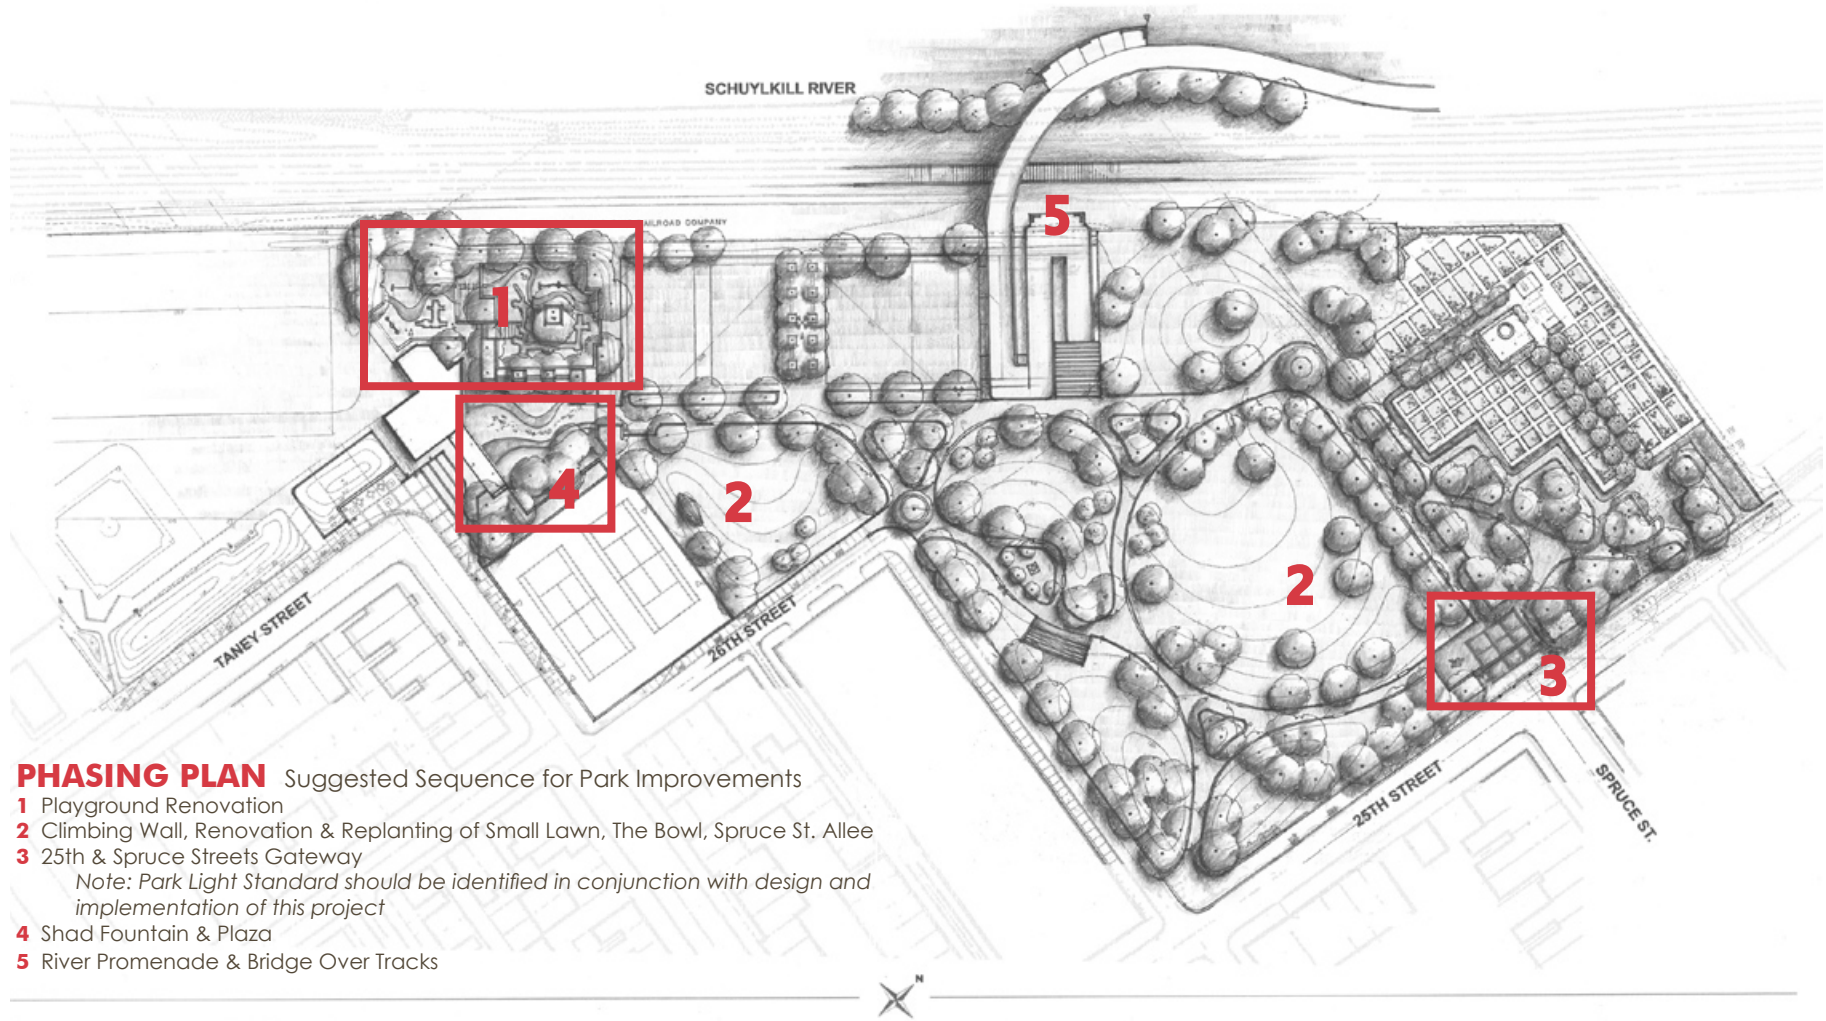 SCHUYLKILL RIVER
RAILROAD COMPANY
5
1
4
2
2
3
TANEY STREET
26TH STREET
25TH STREET
SPRUCE ST.
PHASING PLAN Suggested Sequence for Park Improvements
1 Playground Renovation
2 Climbing Wall, Renovation & Replanting of Small Lawn, The Bowl, Spruce St. Allee
3 25th & Spruce Streets Gateway
Note: Park Light Standard should be identified in conjunction with design and
implementation of this project
4 Shad Fountain & Plaza
5 River Promenade & Bridge Over Tracks
N